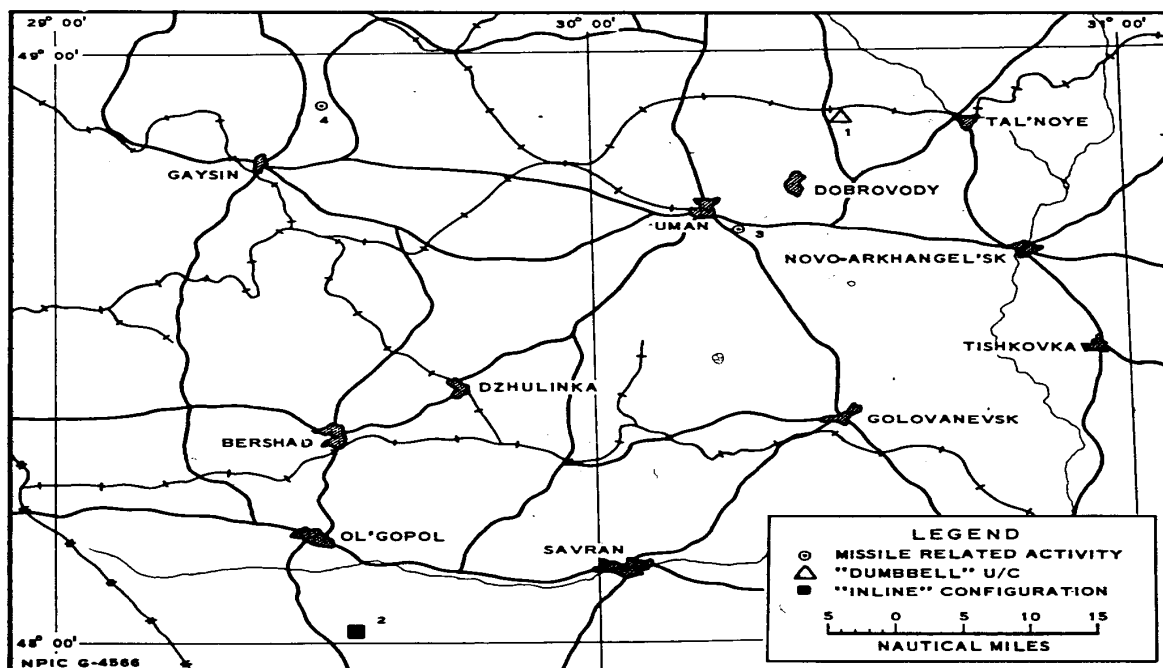 29° 00'
30° 00'
31° 00'
49° 00'
4
1
TAL'NOYE
GAYSIN
DOBROVODY
UMAN
3
NOVO-ARKHANGEL'SK
TISHKOVKA
DZHULINKA
GOLOVANEVSK
BERSHAD
OL'GOPOL
SAVRAN
2
48° 00'
NPIC G-4566
LEGEND
MISSILE RELATED ACTIVITY
"DUMBBELL" U/C
"INLINE" CONFIGURATION
5 0 5 10 15
NAUTICAL MILES